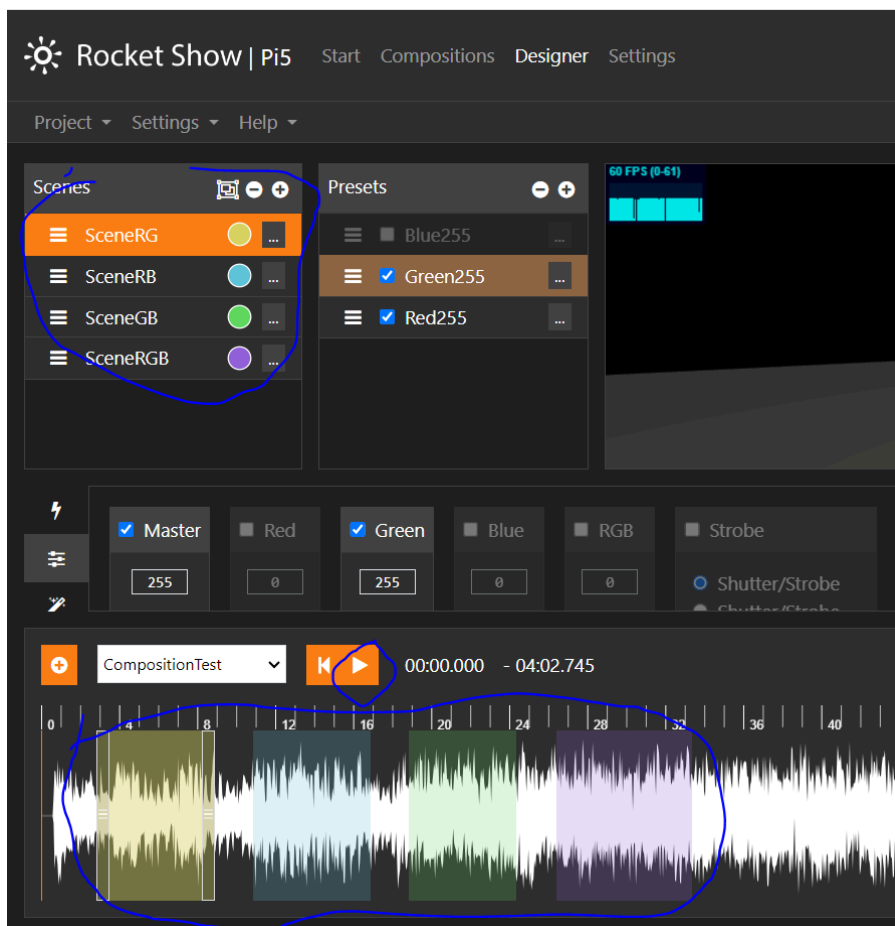 Rocket Show | Pi5 Start Compositions Designer Settings
Project Settings Help
Scenes
SceneRG ...
SceneRB ...
SceneGB ...
SceneRGB ...
Presets
Blue255 ...
Green255 ...
Red255 ...
60 FPS (0-61)
Master Red Green Blue RGB Strobe
255 0 255 0 0
Shutter/Strobe
Shutter/Strobe
CompositionTest 00:00.000 - 04:02.745
0 4 8 12 16 20 24 28 32 36 40